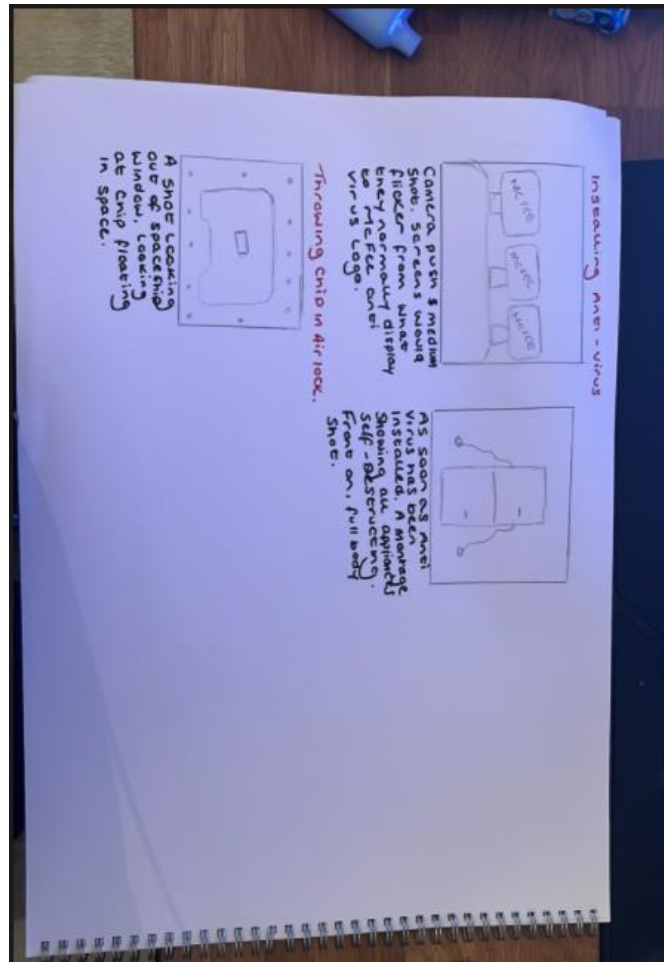 Installing Anti-virus
McFee
McFee
McFee
Camera push & medium
shot. Screens would
flicker from what
they normally display
to McFee anti
virus logo.
As soon as Anti
virus has been
installed. A montage
showing all appliances
self-Destructing.
Front on, full body
shot.
Throwing chip in Air lock.
A shot looking
out of spaceship
window, looking
at chip floating
in space.